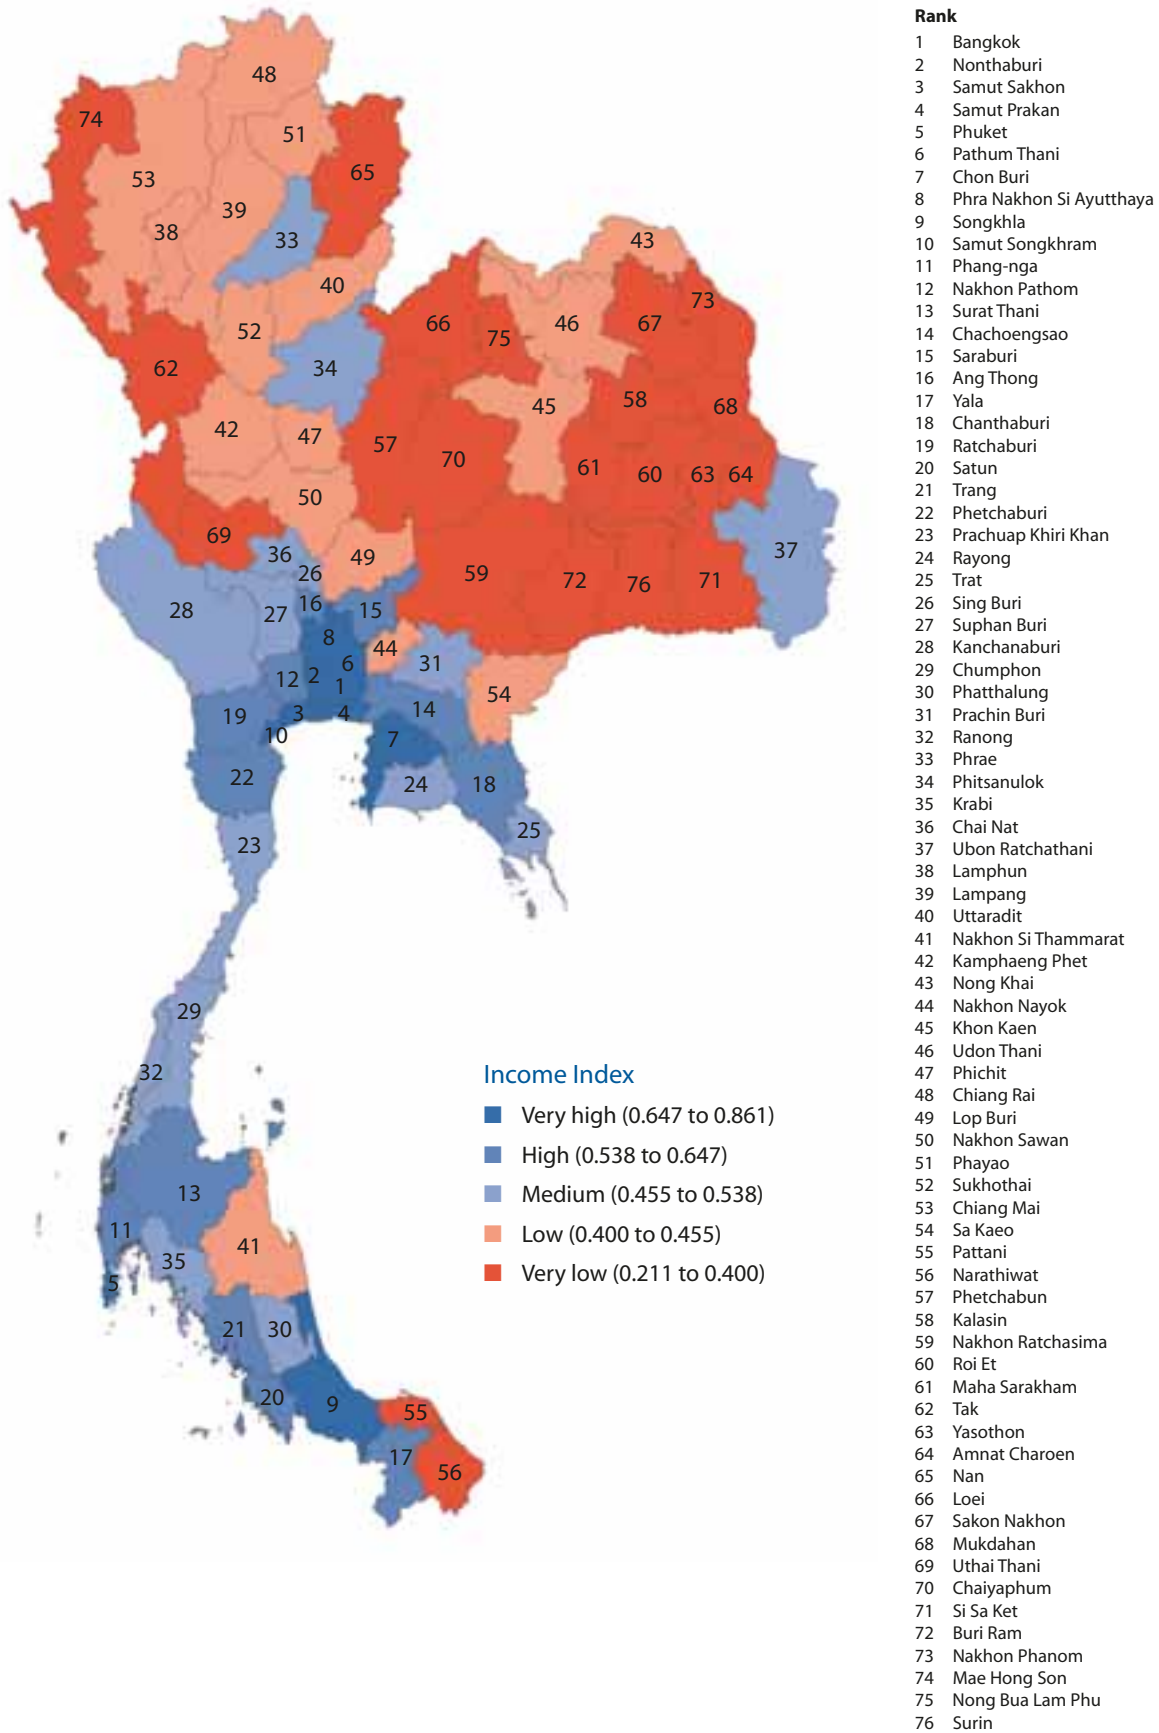 Rank
1 Bangkok
2 Nonthaburi
3 Samut Sakhon
4 Samut Prakan
5 Phuket
6 Pathum Thani
7 Chon Buri
8 Phra Nakhon Si Ayutthaya
9 Songkhla
10 Samut Songkhram
11 Phang-nga
12 Nakhon Pathom
13 Surat Thani
14 Chachoengsao
15 Saraburi
16 Ang Thong
17 Yala
18 Chanthaburi
19 Ratchaburi
20 Satun
21 Trang
22 Phetchaburi
23 Prachuap Khiri Khan
24 Rayong
25 Trat
26 Sing Buri
27 Suphan Buri
28 Kanchanaburi
29 Chumphon
30 Phatthalung
31 Prachin Buri
32 Ranong
33 Phrae
34 Phitsanulok
35 Krabi
36 Chai Nat
37 Ubon Ratchathani
38 Lamphun
39 Lampang
40 Uttaradit
41 Nakhon Si Thammarat
42 Kamphaeng Phet
43 Nong Khai
44 Nakhon Nayok
45 Khon Kaen
46 Udon Thani
47 Phichit
48 Chiang Rai
49 Lop Buri
50 Nakhon Sawan
51 Phayao
52 Sukhothai
53 Chiang Mai
54 Sa Kaeo
55 Pattani
56 Narathiwat
57 Phetchabun
58 Kalasin
59 Nakhon Ratchasima
60 Roi Et
61 Maha Sarakham
62 Tak
63 Yasothon
64 Amnat Charoen
65 Nan
66 Loei
67 Sakon Nakhon
68 Mukdahan
69 Uthai Thani
70 Chaiyaphum
71 Si Sa Ket
72 Buri Ram
73 Nakhon Phanom
74 Mae Hong Son
75 Nong Bua Lam Phu
76 Surin
48
74
51
65
53
39
38
33
43
40
73
66
46
67
52
75
34
62
58
45
68
42
47
57
70
61
60
63
64
50
69
49
37
36
26
59
72
76
71
16
15
28
27
8
44
31
6
12
2
1
54
14
19
3
4
10
7
22
24
18
25
23
29
32
13
11
41
35
5
21
30
20
9
55
17
56
Income Index
Very high (0.647 to 0.861)
High (0.538 to 0.647)
Medium (0.455 to 0.538)
Low (0.400 to 0.455)
Very low (0.211 to 0.400)